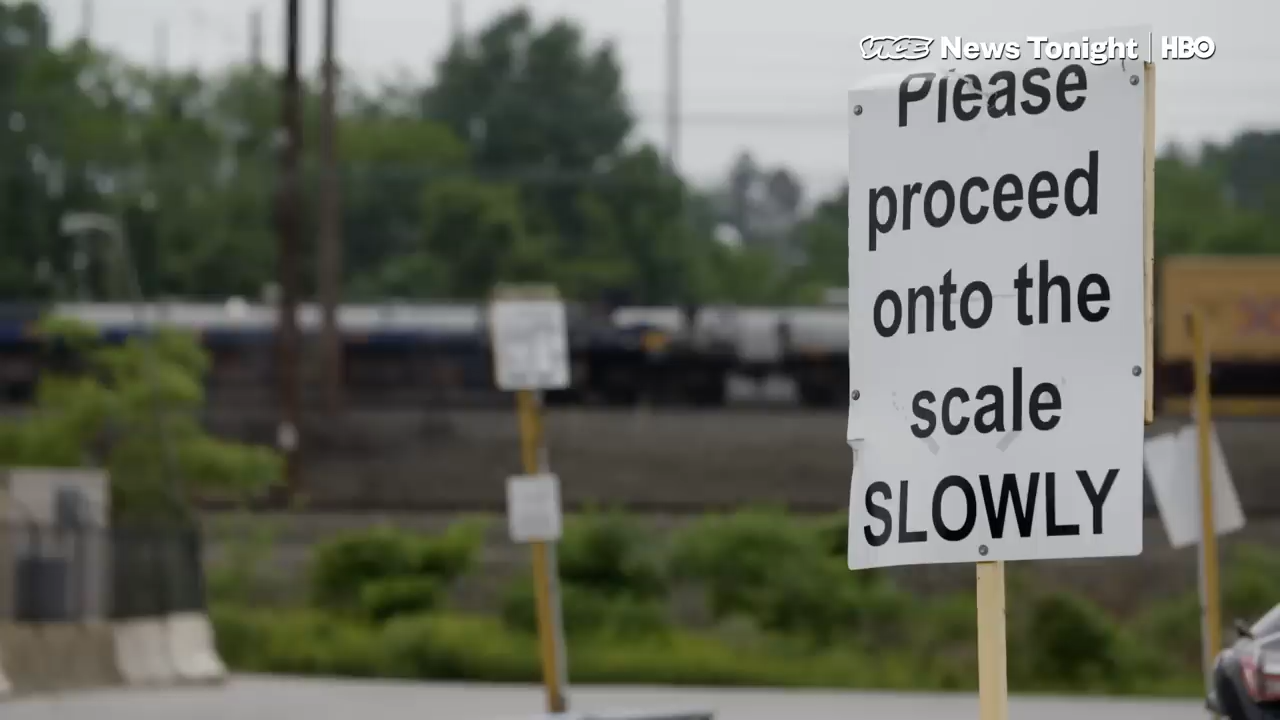 VICE News Tonight | HBO
Please
proceed
onto the
scale
SLOWLY